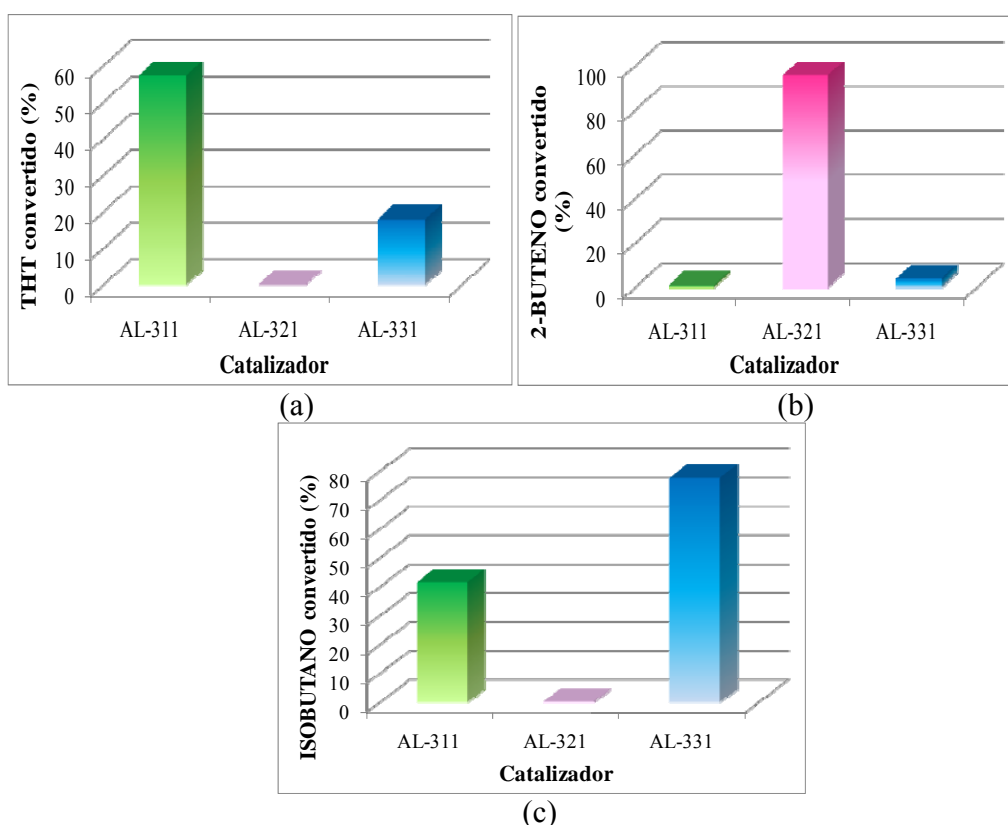 THT convertido (%)
60
50
40
30
20
10
0
AL-311
AL-321
AL-331
Catalizador
(a)
2-BUTENO convertido
(%)
100
80
60
40
20
0
AL-311
AL-321
AL-331
Catalizador
(b)
ISOBUTANO convertido (%)
80
70
60
50
40
30
20
10
0
AL-311
AL-321
AL-331
Catalizador
(c)